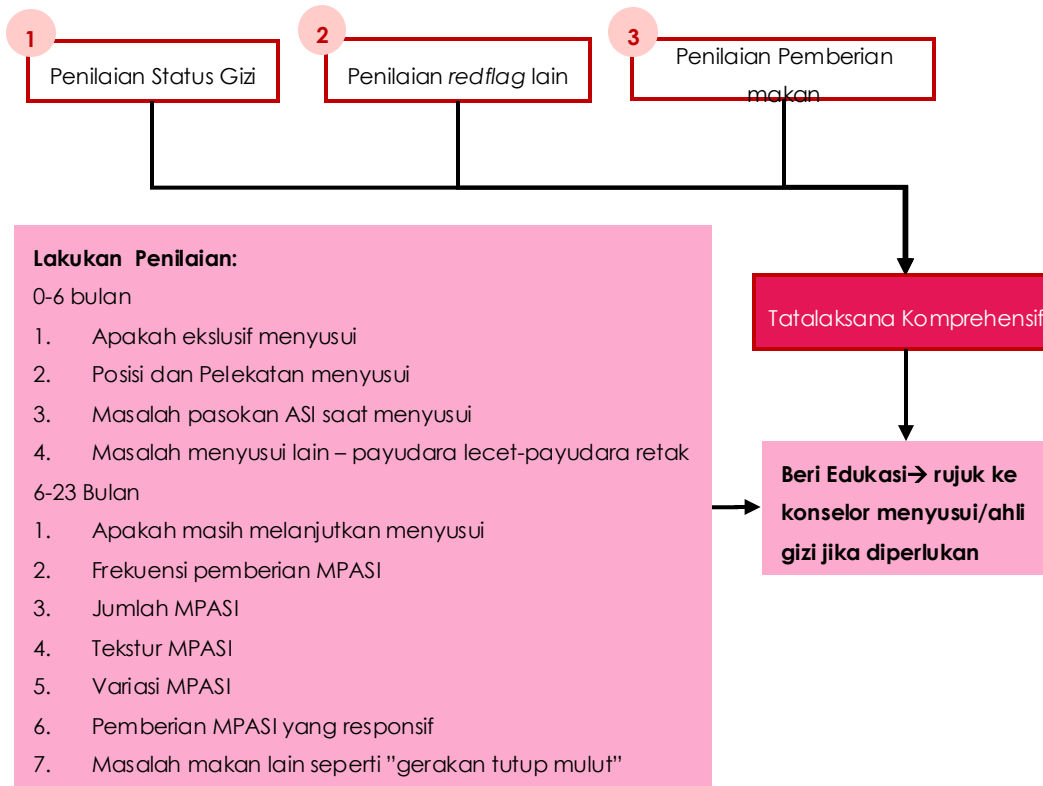 1
Penilaian Status Gizi
2
Penilaian redflag lain
3
Penilaian Pemberian
makan
Lakukan Penilaian:
0-6 bulan
1. Apakah ekslusif menyusui
2. Posisi dan Pelekatan menyusui
3. Masalah pasokan ASI saat menyusui
4. Masalah menyusui lain – payudara lecet-payudara retak
6-23 Bulan
1. Apakah masih melanjutkan menyusui
2. Frekuensi pemberian MPASI
3. Jumlah MPASI
4. Tekstur MPASI
5. Variasi MPASI
6. Pemberian MPASI yang responsif
7. Masalah makan lain seperti ”gerakan tutup mulut”
Tatalaksana Komprehensif
Beri Edukasi→ rujuk ke
konselor menyusui/ahli
gizi jika diperlukan